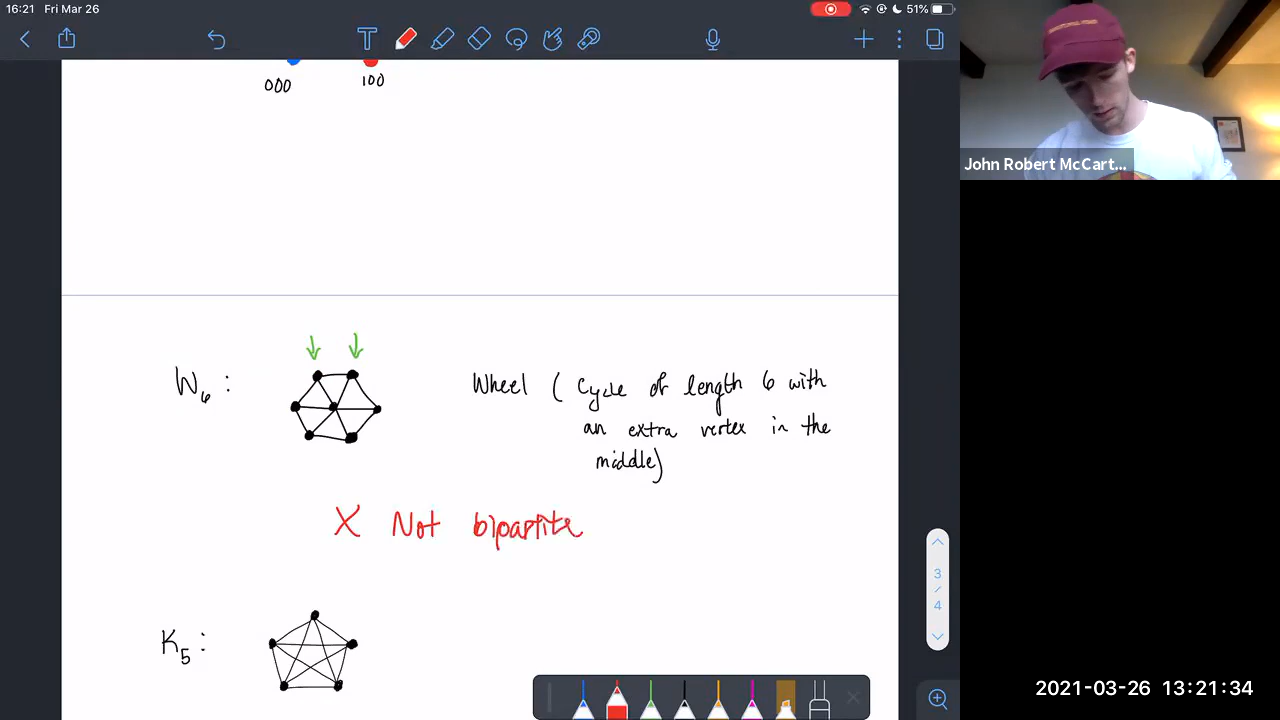 16:21 Fri Mar 26
51%
T
000 100
W6 :
Wheel ( Cycle of length 6 with
an extra vertex in the
middle)
X Not bipartite
K5 :
3
/
4
John Robert McCart...
2021-03-26 13:21:34